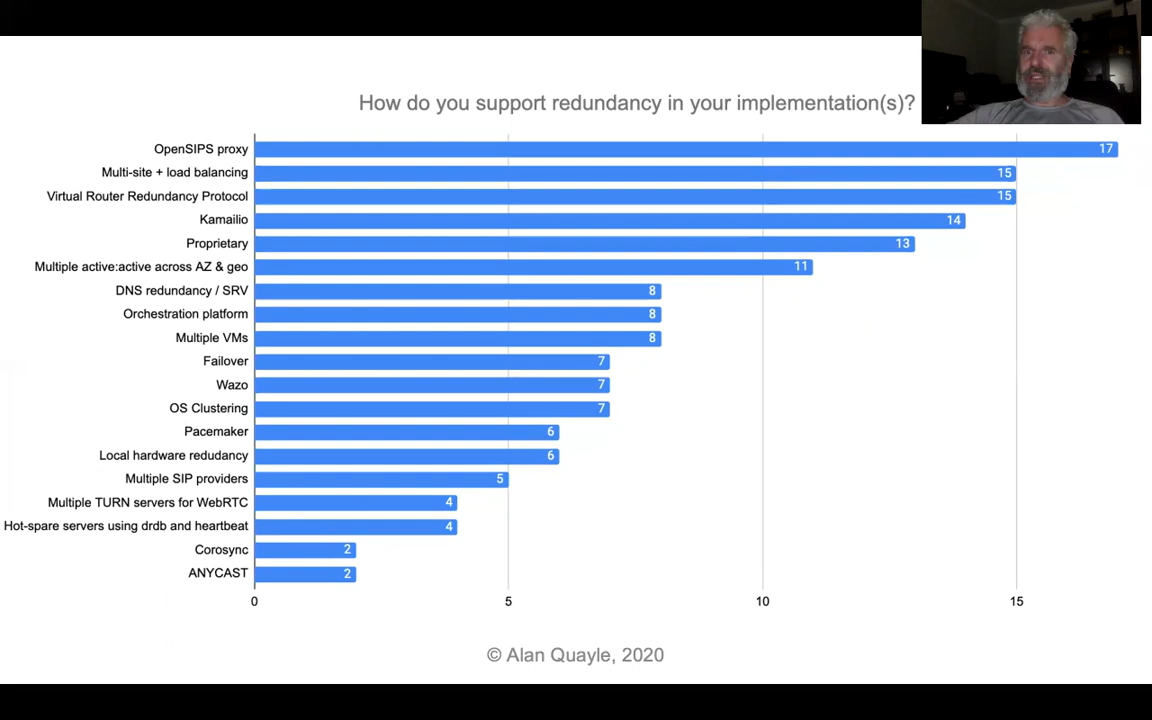 How do you support redundancy in your implementation(s)?
OpenSIPS proxy 17
Multi-site + load balancing 15
Virtual Router Redundancy Protocol 15
Kamailio 14
Proprietary 13
Multiple active:active across AZ & geo 11
DNS redundancy / SRV 8
Orchestration platform 8
Multiple VMs 8
Failover 7
Wazo 7
OS Clustering 7
Pacemaker 6
Local hardware redudancy 6
Multiple SIP providers 5
Multiple TURN servers for WebRTC 4
Hot-spare servers using drdb and heartbeat 4
Corosync 2
ANYCAST 2
0 5 10 15
© Alan Quayle, 2020